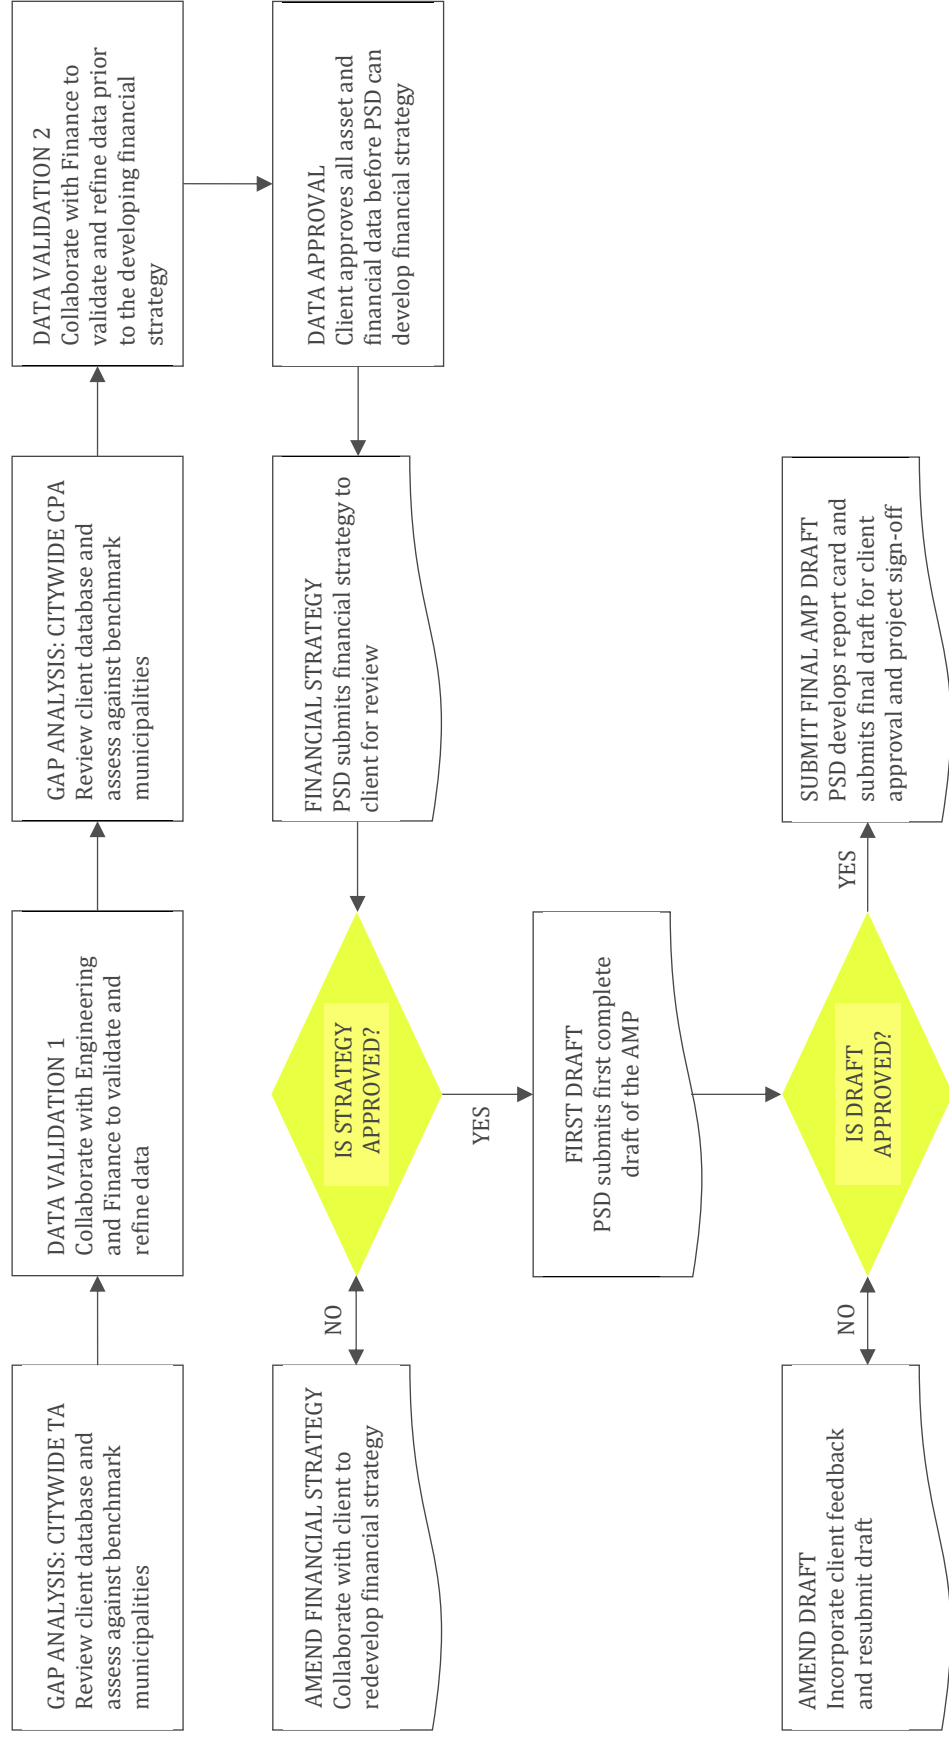 GAP ANALYSIS: CITYWIDE TA
Review client database and
assess against benchmark
municipalities
DATA VALIDATION 1
Collaborate with Engineering
and Finance to validate and
refine data
GAP ANALYSIS: CITYWIDE CPA
Review client database and
assess against benchmark
municipalities
DATA VALIDATION 2
Collaborate with Finance to
validate and refine data prior
to the developing financial
strategy
DATA APPROVAL
Client approves all asset and
financial data before PSD can
develop financial strategy
FINANCIAL STRATEGY
PSD submits financial strategy to
client for review
IS STRATEGY
APPROVED?
NO
AMEND FINANCIAL STRATEGY
Collaborate with client to
redevelop financial strategy
YES
FIRST DRAFT
PSD submits first complete
draft of the AMP
IS DRAFT
APPROVED?
NO
AMEND DRAFT
Incorporate client feedback
and resubmit draft
YES
SUBMIT FINAL AMP DRAFT
PSD develops report card and
submits final draft for client
approval and project sign-off